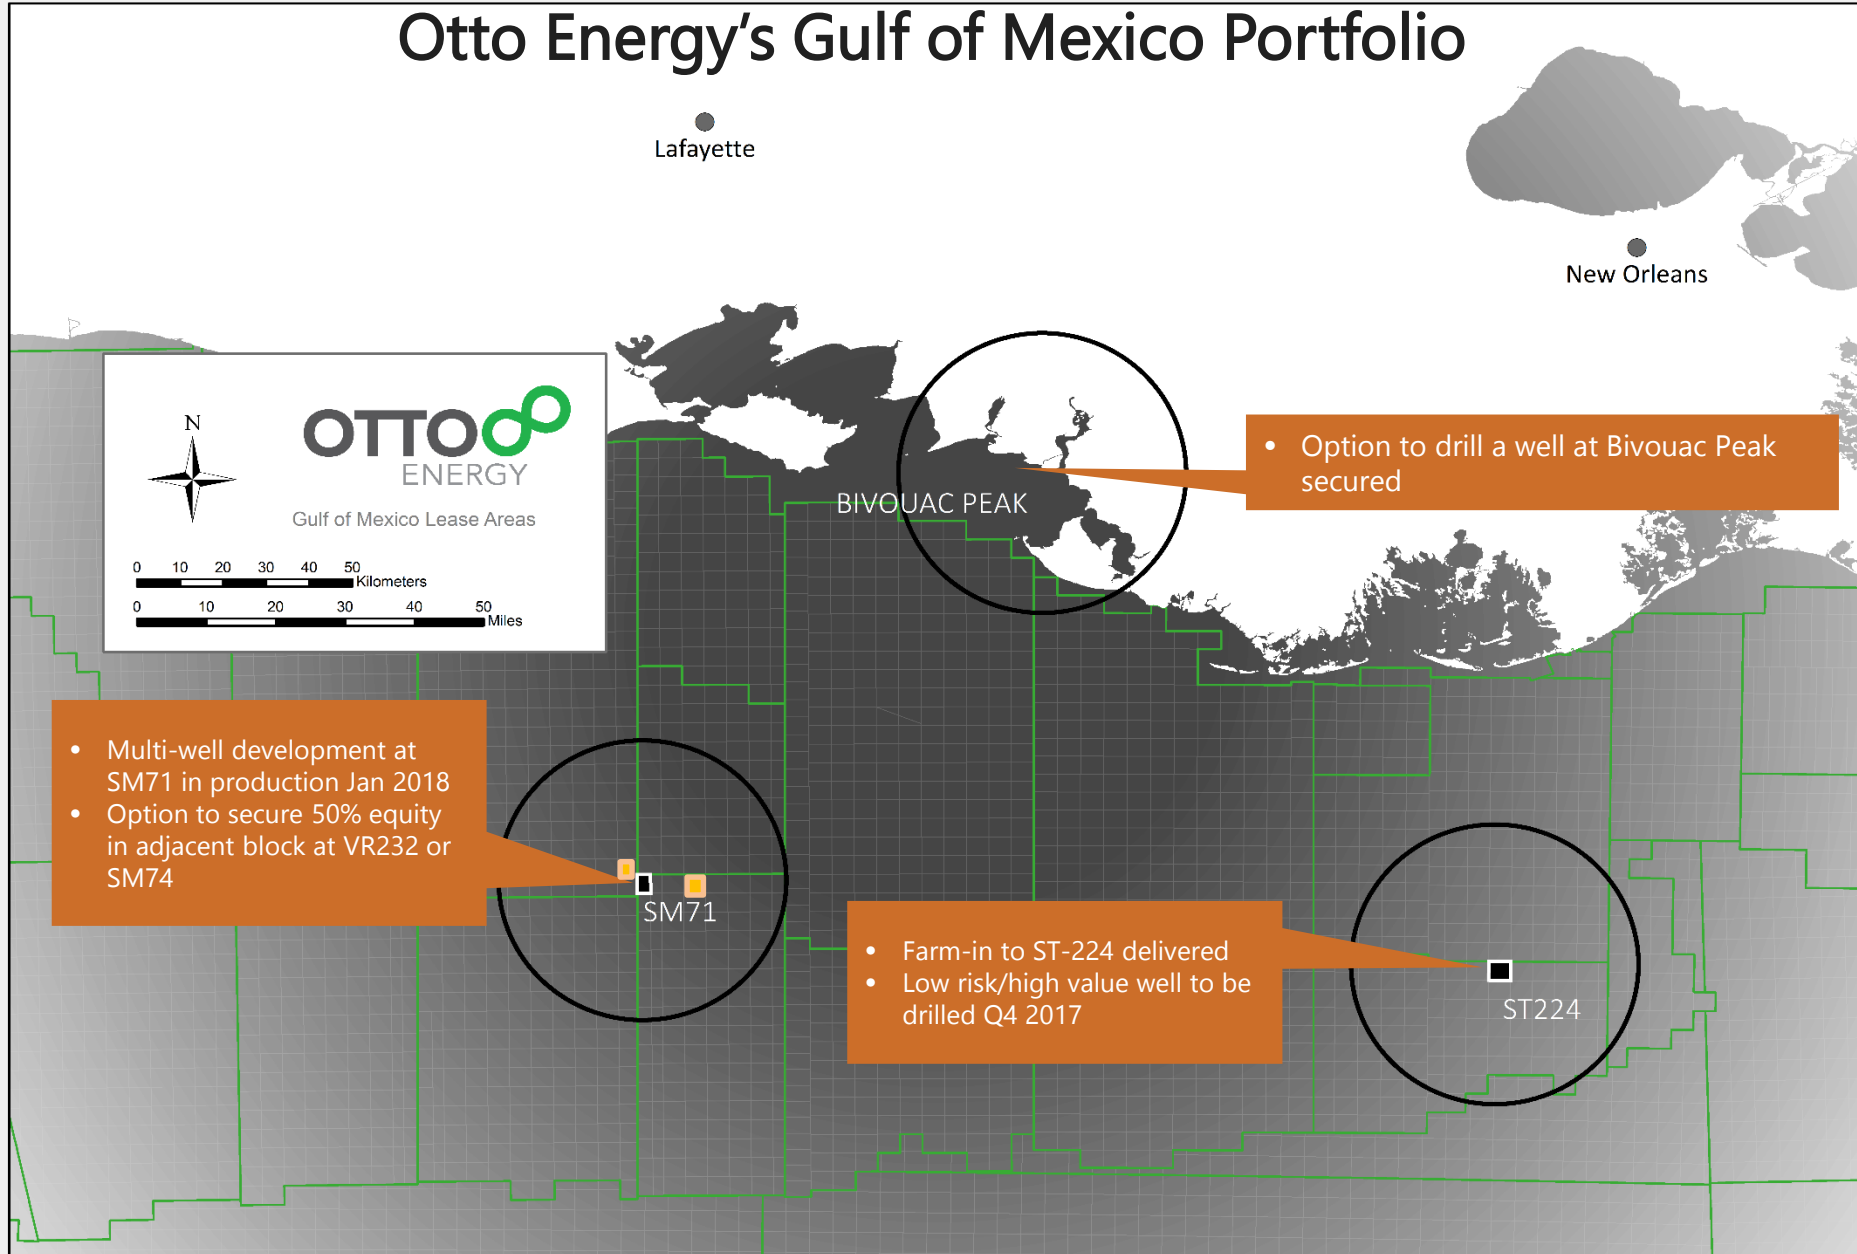 Otto Energy's Gulf of Mexico Portfolio
Lafayette
New Orleans
N
OTTO
ENERGY
Gulf of Mexico Lease Areas
0 10 20 30 40 50
Kilometers
0 10 20 30 40 50
Miles
• Option to drill a well at Bivouac Peak
secured
BIVOUAC PEAK
• Multi-well development at
SM71 in production Jan 2018
• Option to secure 50% equity
in adjacent block at VR232 or
SM74
SM71
• Farm-in to ST-224 delivered
• Low risk/high value well to be
drilled Q4 2017
ST224